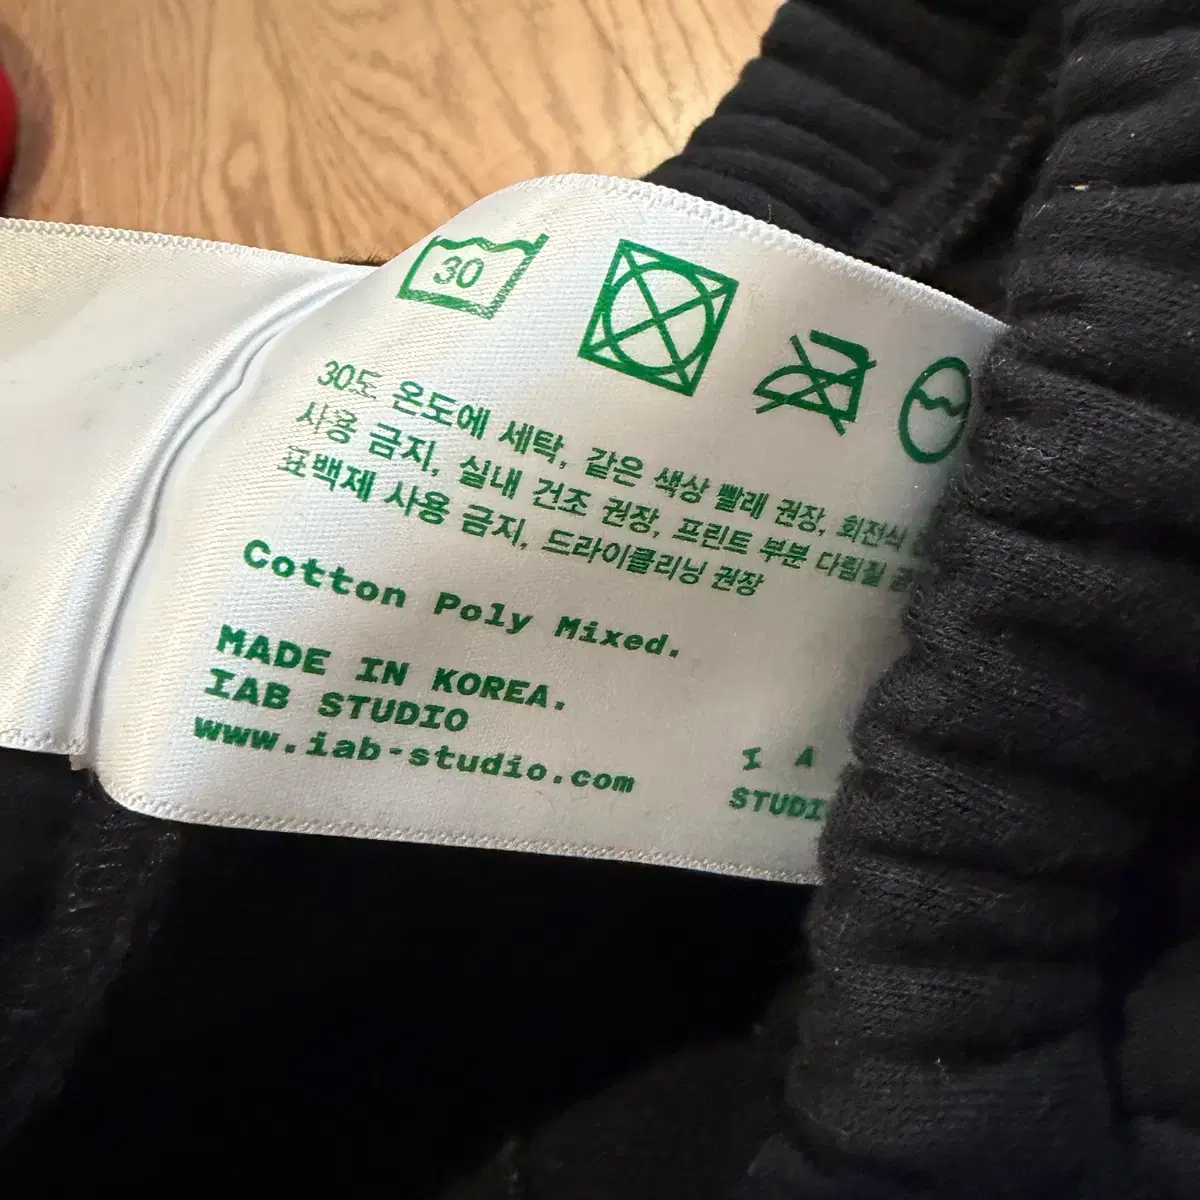 30
30도 온도에 세탁, 같은 색상 빨래 권장, 회전식
사용 금지, 실내 건조 권장, 프린트 부분 다림질
표백제 사용 금지, 드라이클리닝 권장
Cotton Poly Mixed.
MADE IN KOREA.
IAB STUDIO
www.iab-studio.com
I A
STUDI